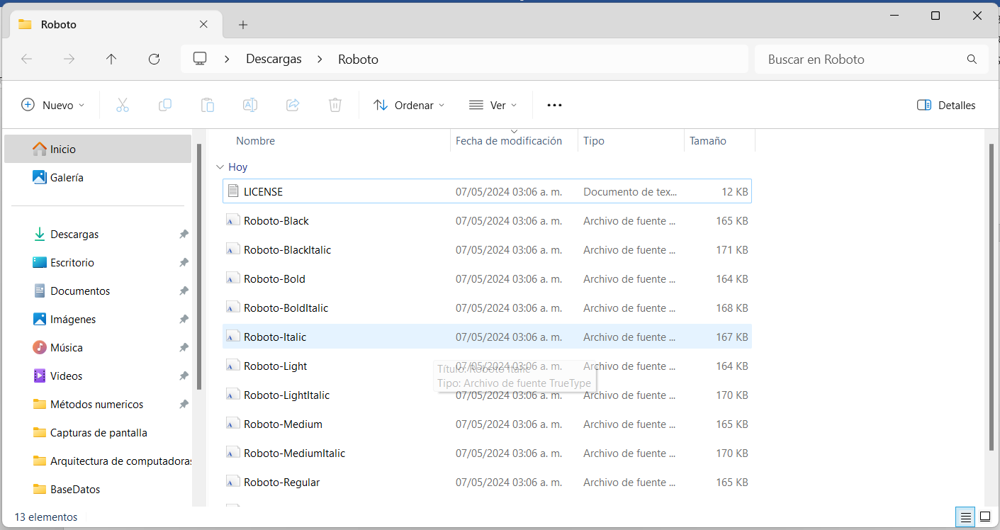 Roboto
Descargas
Roboto
Buscar en Roboto
Nuevo
Ordenar
Ver
Detalles
Inicio
Galería
Descargas
Escritorio
Documentos
Imágenes
Música
Videos
Métodos numericos
Capturas de pantalla
Arquitectura de computadoras
BaseDatos
Nombre Fecha de modificación Tipo Tamaño
Hoy
LICENSE 07/05/2024 03:06 a. m. Documento de tex... 12 KB
Roboto-Black 07/05/2024 03:06 a. m. Archivo de fuente ... 165 KB
Roboto-BlackItalic 07/05/2024 03:06 a. m. Archivo de fuente ... 171 KB
Roboto-Bold 07/05/2024 03:06 a. m. Archivo de fuente ... 164 KB
Roboto-BoldItalic 07/05/2024 03:06 a. m. Archivo de fuente ... 168 KB
Roboto-Italic 07/05/2024 03:06 a. m. Archivo de fuente ... 167 KB
Roboto-Light 07/05/2024 03:06 a. m. Archivo de fuente ... 164 KB
Título: Roboto Italic
Tipo: Archivo de fuente TrueType
Roboto-LightItalic 07/05/2024 03:06 a. m. Archivo de fuente ... 170 KB
Roboto-Medium 07/05/2024 03:06 a. m. Archivo de fuente ... 165 KB
Roboto-MediumItalic 07/05/2024 03:06 a. m. Archivo de fuente ... 170 KB
Roboto-Regular 07/05/2024 03:06 a. m. Archivo de fuente ... 165 KB
13 elementos